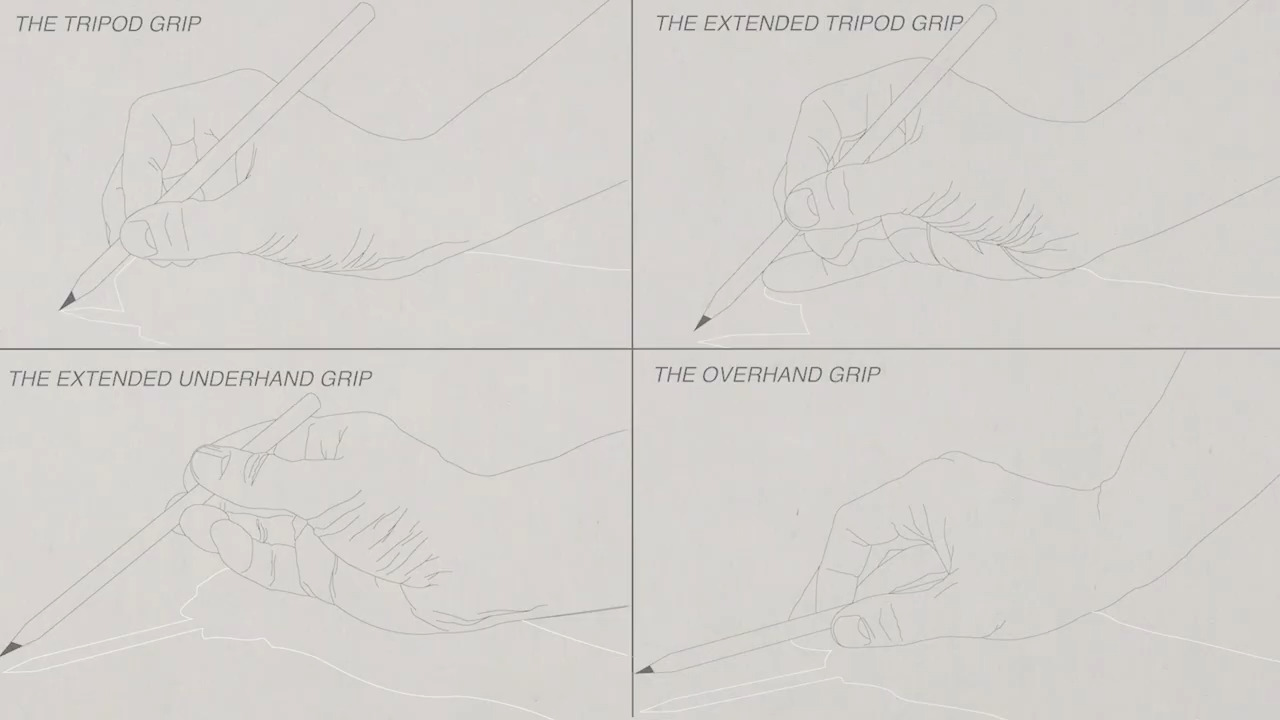 THE TRIPOD GRIP
THE EXTENDED TRIPOD GRIP
THE EXTENDED UNDERHAND GRIP
THE OVERHAND GRIP